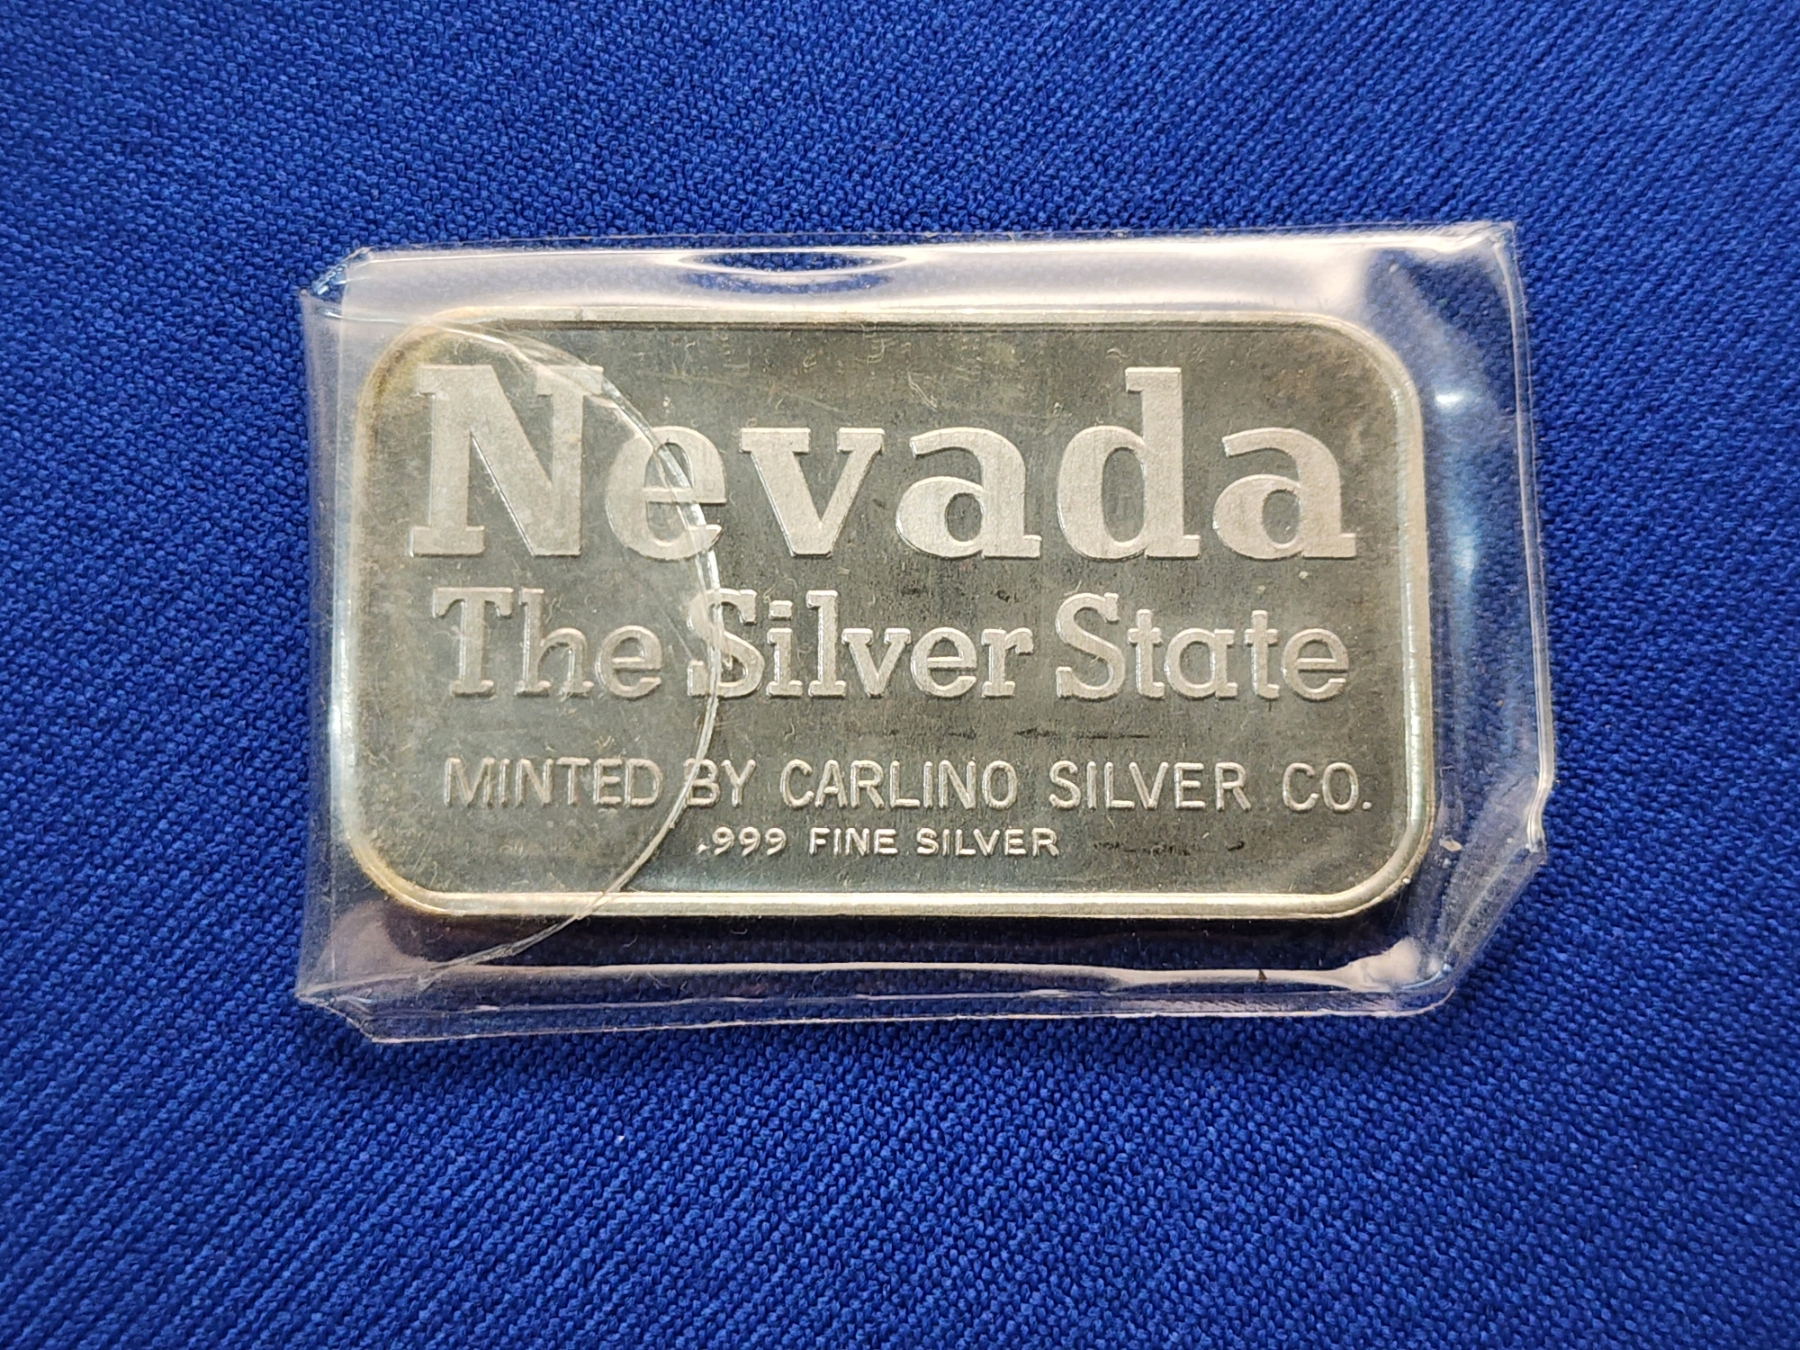 Nevada
The Silver State
MINTED BY CARLINO SILVER CO.
.999 FINE SILVER